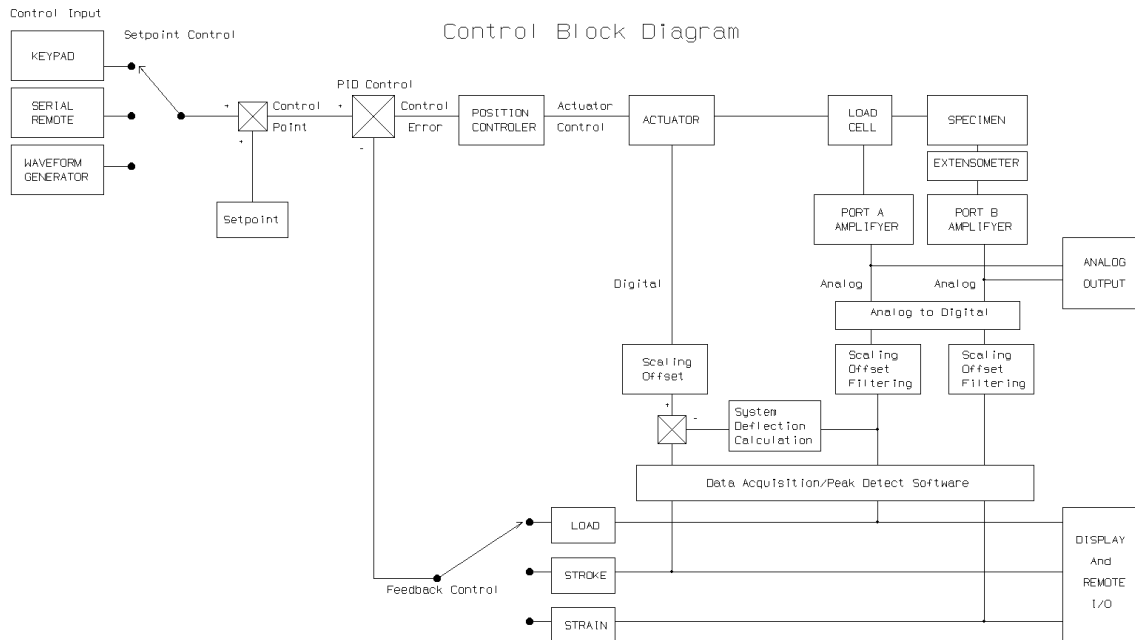 Control Input
Control Block Diagram
Setpoint Control
KEYPAD
SERIAL
REMOTE
WAVEFORM
GENERATOR
+
+
Setpoint
Control
Point
PID Control
+
-
Control
Error
POSITION
CONTROLER
Actuator
Control
ACTUATOR
LOAD
CELL
SPECIMEN
EXTENSOMETER
PORT A
AMPLIFYER
PORT B
AMPLIFYER
ANALOG
OUTPUT
Digital
Analog
Analog
Analog to Digital
Scaling
Offset
Scaling
Offset
Filtering
Scaling
Offset
Filtering
+
-
System
Deflection
Calculation
Data Acquisition/Peak Detect Software
LOAD
STROKE
STRAIN
Feedback Control
DISPLAY
And
REMOTE
I/O